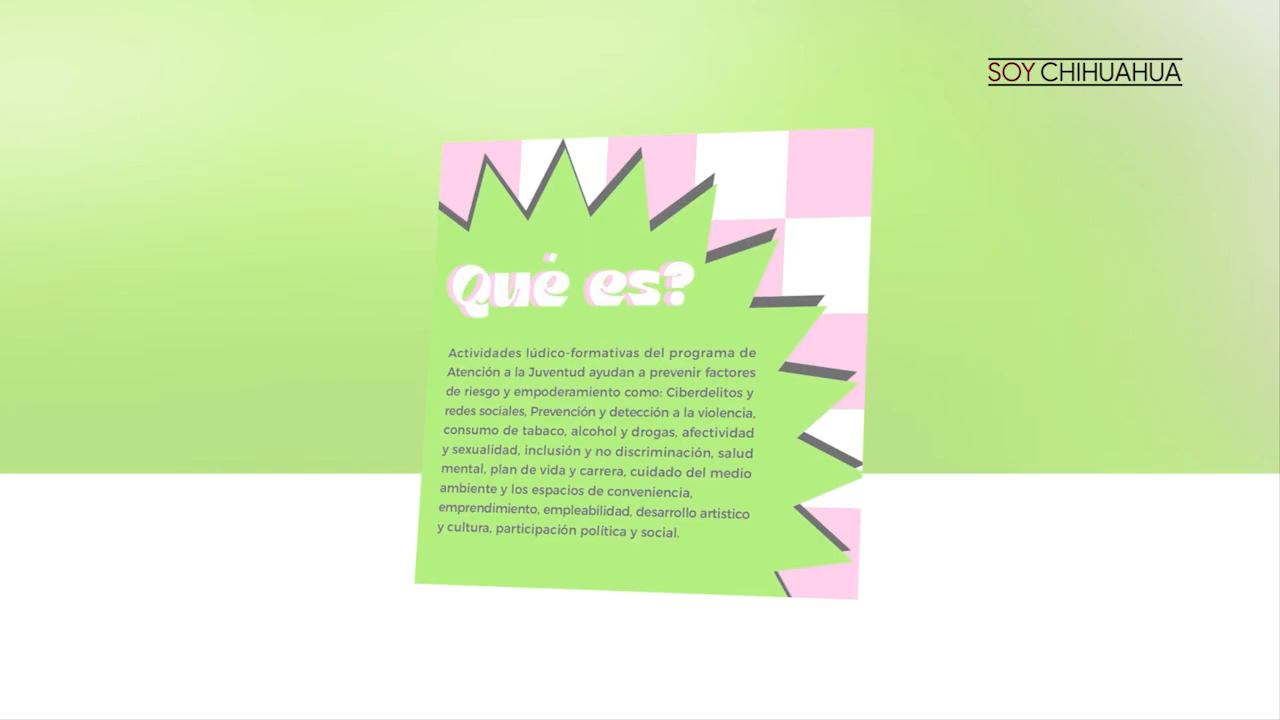 SOY CHIHUAHUA
Qué es?
Actividades lúdico-formativas del programa de
Atención a la Juventud ayudan a prevenir factores
de riesgo y empoderamiento como: Ciberdelitos y
redes sociales, Prevención y detección a la violencia,
consumo de tabaco, alcohol y drogas, afectividad
y sexualidad, inclusión y no discriminación, salud
mental, plan de vida y carrera, cuidado del medio
ambiente y los espacios de conveniencia,
emprendimiento, empleabilidad, desarrollo artistico
y cultura, participación política y social.